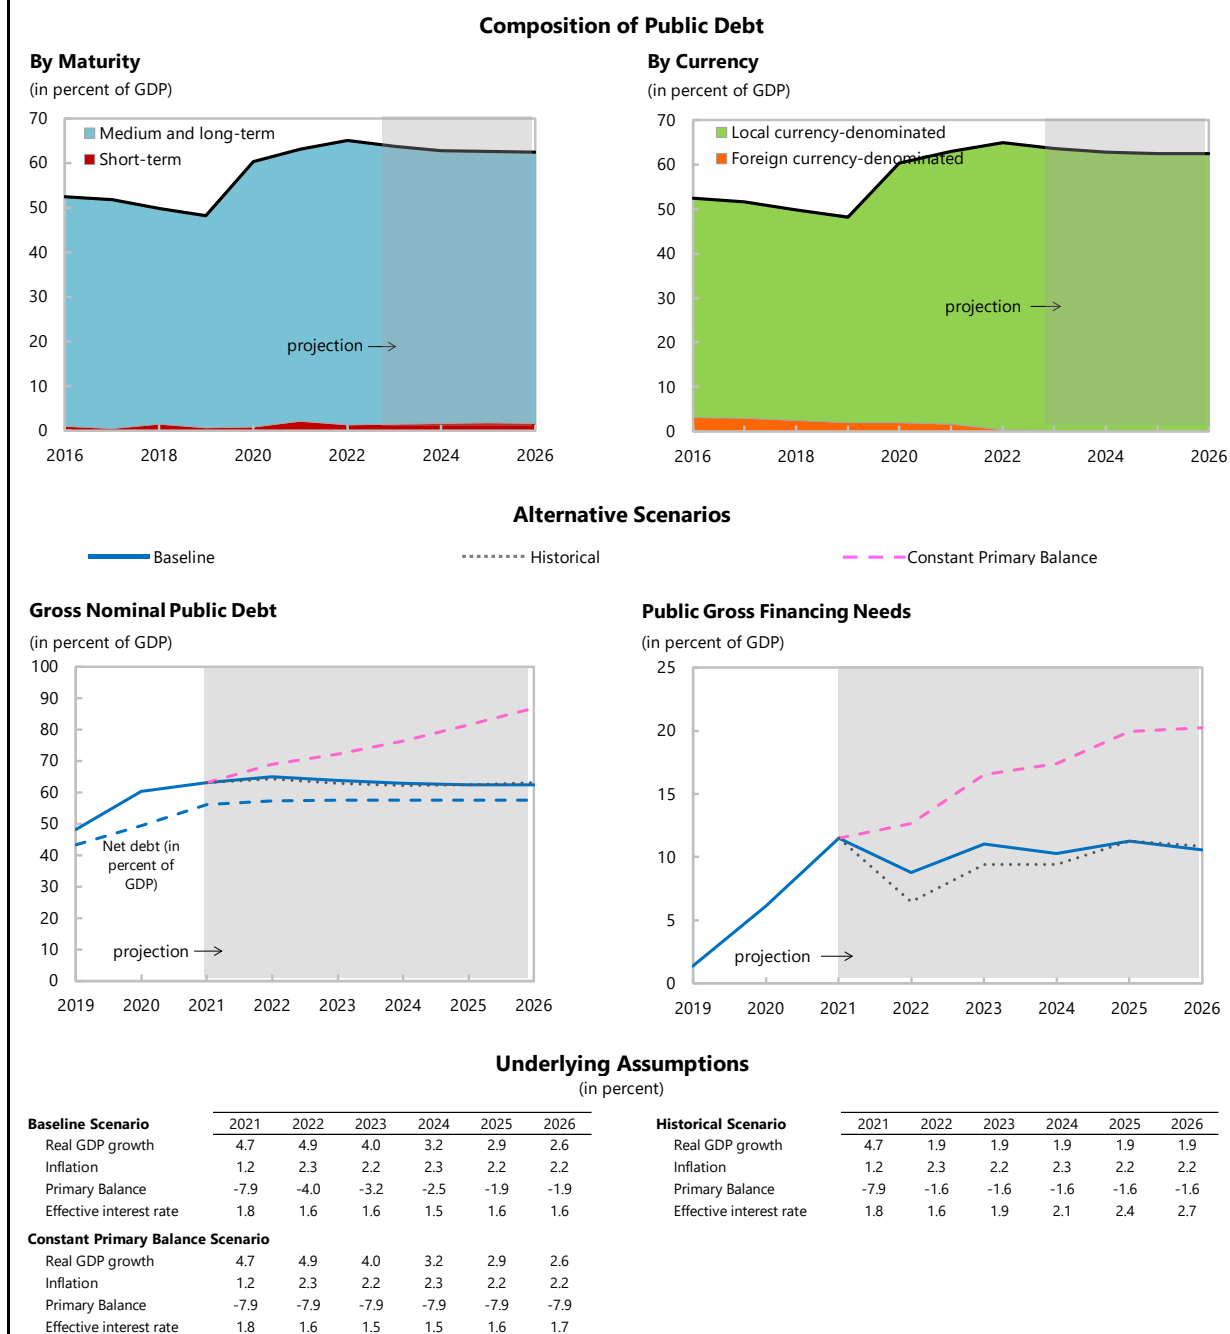 Composition of Public Debt
By Maturity
(in percent of GDP)
70
60
50
40
30
20
10
0
Medium and long-term
Short-term
projection
2016 2018 2020 2022 2024 2026
By Currency
(in percent of GDP)
70
60
50
40
30
20
10
0
Local currency-denominated
Foreign currency-denominated
projection
2016 2018 2020 2022 2024 2026
Alternative Scenarios
Baseline Historical Constant Primary Balance
Gross Nominal Public Debt
(in percent of GDP)
100
90
80
70
60
50
40
30
20
10
0
Net debt (in
percent of
GDP)
projection
2019 2020 2021 2022 2023 2024 2025 2026
Public Gross Financing Needs
(in percent of GDP)
25
20
15
10
5
0
projection
2019 2020 2021 2022 2023 2024 2025 2026
Underlying Assumptions
(in percent)
Baseline Scenario 2021 2022 2023 2024 2025 2026
Real GDP growth 4.7 4.9 4.0 3.2 2.9 2.6
Inflation 1.2 2.3 2.2 2.3 2.2 2.2
Primary Balance -7.9 -4.0 -3.2 -2.5 -1.9 -1.9
Effective interest rate 1.8 1.6 1.6 1.5 1.6 1.6
Constant Primary Balance Scenario
Real GDP growth 4.7 4.9 4.0 3.2 2.9 2.6
Inflation 1.2 2.3 2.2 2.3 2.2 2.2
Primary Balance -7.9 -7.9 -7.9 -7.9 -7.9 -7.9
Effective interest rate 1.8 1.6 1.5 1.5 1.6 1.7
Historical Scenario 2021 2022 2023 2024 2025 2026
Real GDP growth 4.7 1.9 1.9 1.9 1.9 1.9
Inflation 1.2 2.3 2.2 2.3 2.2 2.2
Primary Balance -7.9 -1.6 -1.6 -1.6 -1.6 -1.6
Effective interest rate 1.8 1.6 1.9 2.1 2.4 2.7